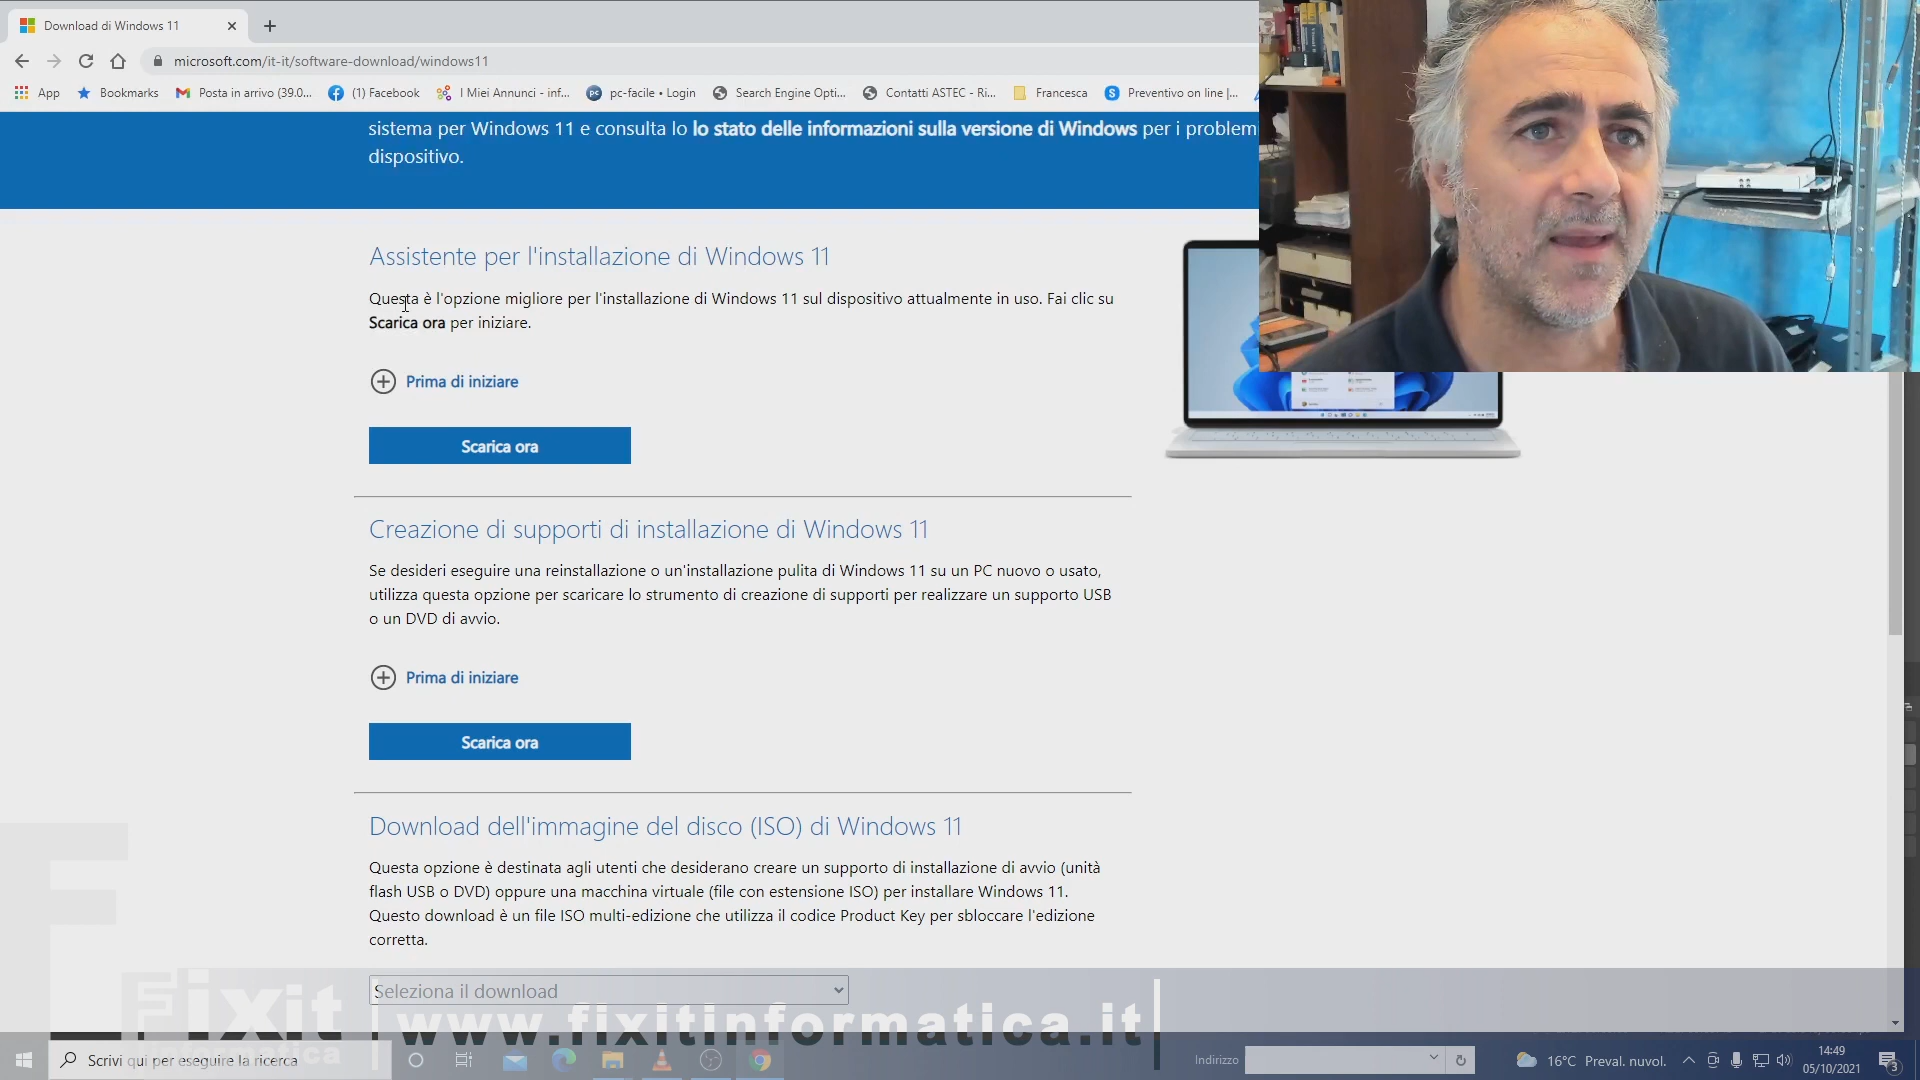 Download di Windows 11
microsoft.com/it-it/software-download/windows11
App
Bookmarks
Posta in arrivo (39.0...
(1) Facebook
I Miei Annunci - inf...
pc-facile • Login
Search Engine Opti...
Contatti ASTEC - Ri...
Francesca
Preventivo on line |...
sistema per Windows 11 e consulta lo lo stato delle informazioni sulla versione di Windows per i problem
dispositivo.
Assistente per l'installazione di Windows 11
Questa è l'opzione migliore per l'installazione di Windows 11 sul dispositivo attualmente in uso. Fai clic su
Scarica ora per iniziare.
Prima di iniziare
Scarica ora
Creazione di supporti di installazione di Windows 11
Se desideri eseguire una reinstallazione o un'installazione pulita di Windows 11 su un PC nuovo o usato,
utilizza questa opzione per scaricare lo strumento di creazione di supporti per realizzare un supporto USB
o un DVD di avvio.
Prima di iniziare
Scarica ora
Download dell'immagine del disco (ISO) di Windows 11
Questa opzione è destinata agli utenti che desiderano creare un supporto di installazione di avvio (unità
flash USB o DVD) oppure una macchina virtuale (file con estensione ISO) per installare Windows 11.
Questo download è un file ISO multi-edizione che utilizza il codice Product Key per sbloccare l'edizione
corretta.
Seleziona il download
Fixit
informatica
www.fixitinformatica.it
Scrivi qui per eseguire la ricerca
Indirizzo
16°C Preval. nuvol.
14:49
05/10/2021
3